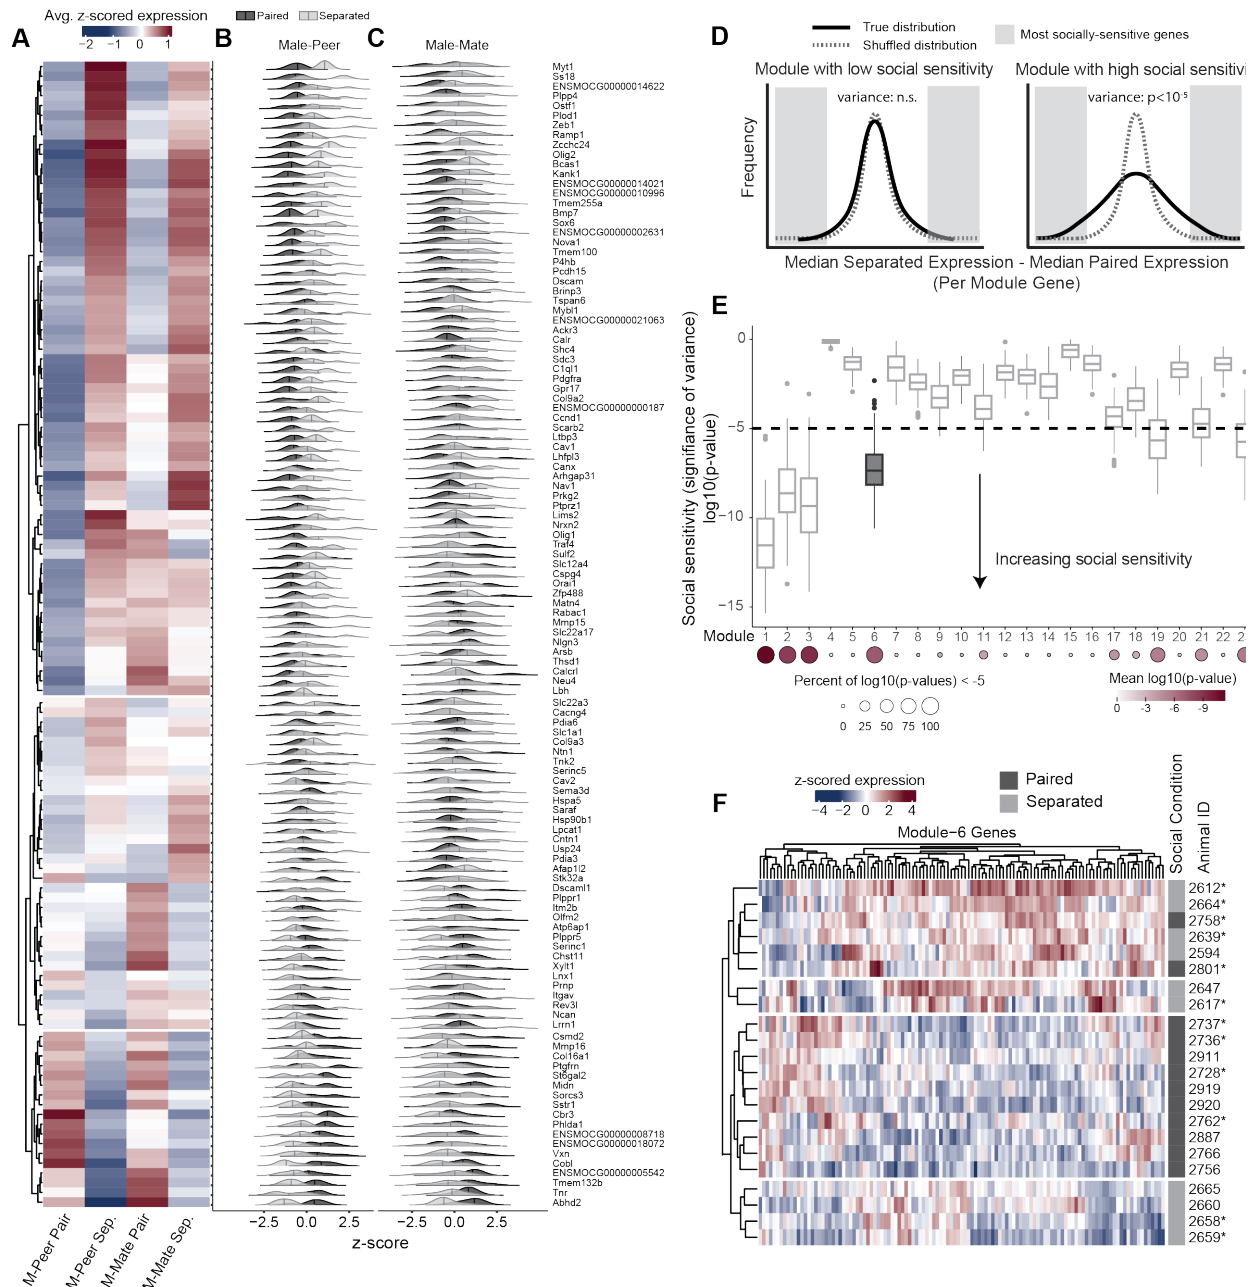 A
Avg. z-scored expression
−2 −1 0 1
M-Peer Pair
M-Peer Sep.
M-Mate Pair
M-Mate Sep.
B
Paired
Separated
Male-Peer
C
Male-Mate
Myt1
Ss18
ENSMOCG00000014622
Plpp4
Ostf1
Plod1
Zeb1
Ramp1
Zcchc24
Olig2
Bcas1
Kank1
ENSMOCG00000014021
ENSMOCG00000010996
Tmem255a
Bmp7
Sox6
ENSMOCG00000002631
Nova1
Tmem100
P4hb
Pcdh15
Dscam
Brinp3
Tspan6
Mybl1
ENSMOCG00000021063
Ackr3
Calr
Shc4
Sdc3
C1ql1
Pdgfra
Gpr17
Col9a2
ENSMOCG00000000187
Ccnd1
Scarb2
Ltbp3
Cav1
Lhfpl3
Canx
Arhgap31
Nav1
Prkg2
Ptprz1
Lims2
Nrxn2
Olig1
Traf4
Sulf2
Slc12a4
Cspg4
Orai1
Zfp488
Matn4
Rabac1
Mmp15
Slc22a17
Nlgn3
Arsb
Thsd1
Calcrl
Neu4
Lbh
Slc22a3
Cacng4
Pdia6
Slc1a1
Col9a3
Ntn1
Tnk2
Serinc5
Cav2
Sema3d
Hspa5
Saraf
Hsp90b1
Lpcat1
Cntn1
Usp24
Pdia3
Afap1l2
Stk32a
Dscaml1
Plppr1
Itm2b
Olfm2
Atp6ap1
Plppr5
Serinc1
Chst11
Xylt1
Lnx1
Prnp
Itgav
Rev3l
Ncan
Lrrn1
Csmd2
Mmp16
Col16a1
Ptgfrn
St6gal2
Midn
Sorcs3
Sstr1
Cbr3
Phlda1
ENSMOCG00000008718
ENSMOCG00000018072
Vxn
Cobl
ENSMOCG00000005542
Tmem132b
Tnr
Abhd2
−2.5 0.0 2.5
−2.5 0.0 2.5
z-score
D
True distribution
Shuffled distribution
Most socially-sensitive genes
Module with low social sensitivity
Module with high social sensitivi
variance: n.s.
variance: p<10-5
Frequency
Median Separated Expression - Median Paired Expression
(Per Module Gene)
E
Social sensitivity (signifiance of variance)
log10(p-value)
−0
−5
−10
−15
Increasing social sensitivity
Module
1 2 3 4 5 6 7 8 9 10 11 12 13 14 15 16 17 18 19 20 21 22 2
Percent of log10(p-values) < -5
0 25 50 75 100
Mean log10(p-value)
0 -3 -6 -9
F
z-scored expression
−4 −2 0 2 4
Paired
Separated
Module−6 Genes
Social Condition
Animal ID
2612*
2664*
2758*
2639*
2594
2801*
2647
2617*
2737*
2736*
2911
2728*
2919
2920
2762*
2887
2766
2756
2665
2660
2658*
2659*